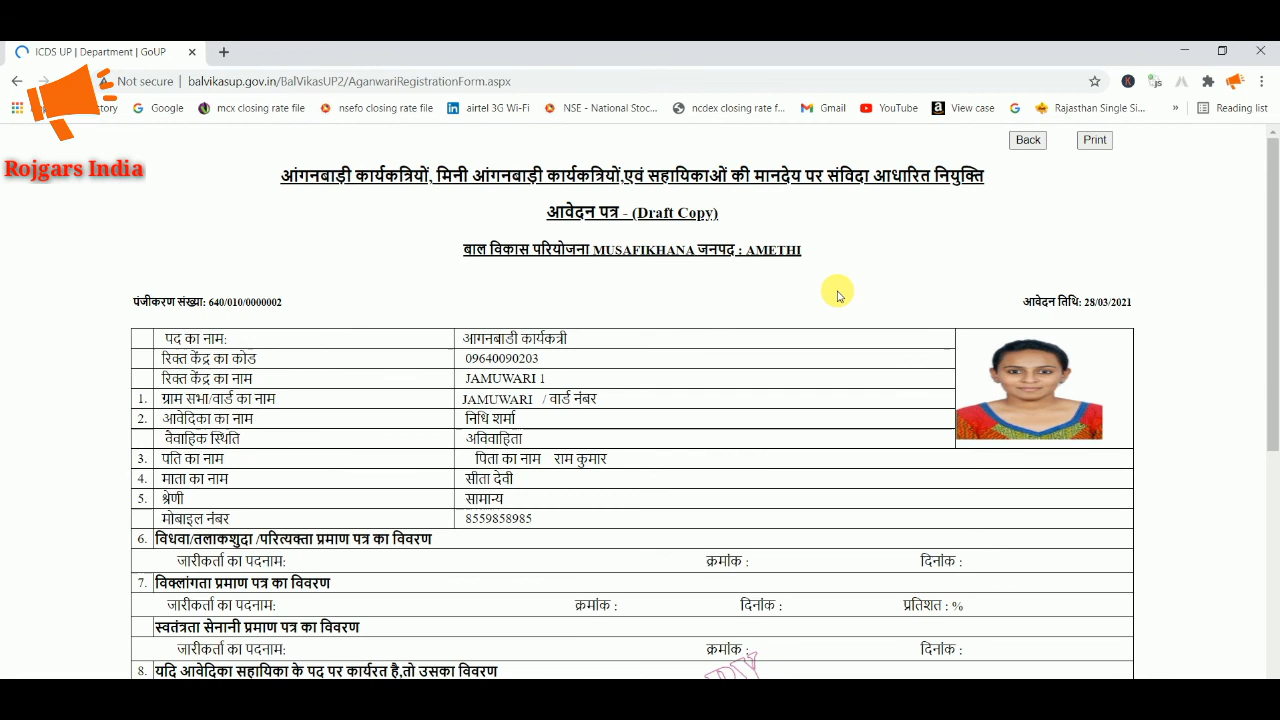 ICDS UP | Department | GoUP
Not secure | balvikasup.gov.in/BalVikasUP2/AganwariRegistrationForm.aspx
history Google mcx closing rate file nsefo closing rate file airtel 3G Wi-Fi NSE - National Stoc... ncdex closing rate f... Gmail YouTube View case Rajasthan Single Si... » Reading list
Rojgars India
Back Print
आंगनबाड़ी कार्यकत्रियों, मिनी आंगनबाड़ी कार्यकत्रियों,एवं सहायिकाओं की मानदेय पर संविदा आधारित नियुक्ति
आवेदन पत्र - (Draft Copy)
बाल विकास परियोजना MUSAFIKHANA जनपद : AMETHI
पंजीकरण संख्या: 640/010/0000002 आवेदन तिथि: 28/03/2021
पद का नाम: आगनबाडी कार्यकत्री
रिक्त केंद्र का कोड 09640090203
रिक्त केंद्र का नाम JAMUWARI 1
1. ग्राम सभा/वार्ड का नाम JAMUWARI / वार्ड नंबर
2. आवेदिका का नाम निधि शर्मा
वैवाहिक स्थिति अविवाहिता
3. पति का नाम पिता का नाम राम कुमार
4. माता का नाम सीता देवी
5. श्रेणी सामान्य
मोबाइल नंबर 8559858985
6. विधवा/तलाकशुदा /परित्यक्ता प्रमाण पत्र का विवरण
जारीकर्ता का पदनाम: क्रमांक : दिनांक :
7. विक्लांगता प्रमाण पत्र का विवरण
जारीकर्ता का पदनाम: क्रमांक : दिनांक : प्रतिशत : %
स्वतंत्रता सेनानी प्रमाण पत्र का विवरण
जारीकर्ता का पदनाम: क्रमांक : दिनांक :
8. यदि आवेदिका सहायिका के पद पर कार्यरत है,तो उसका विवरण